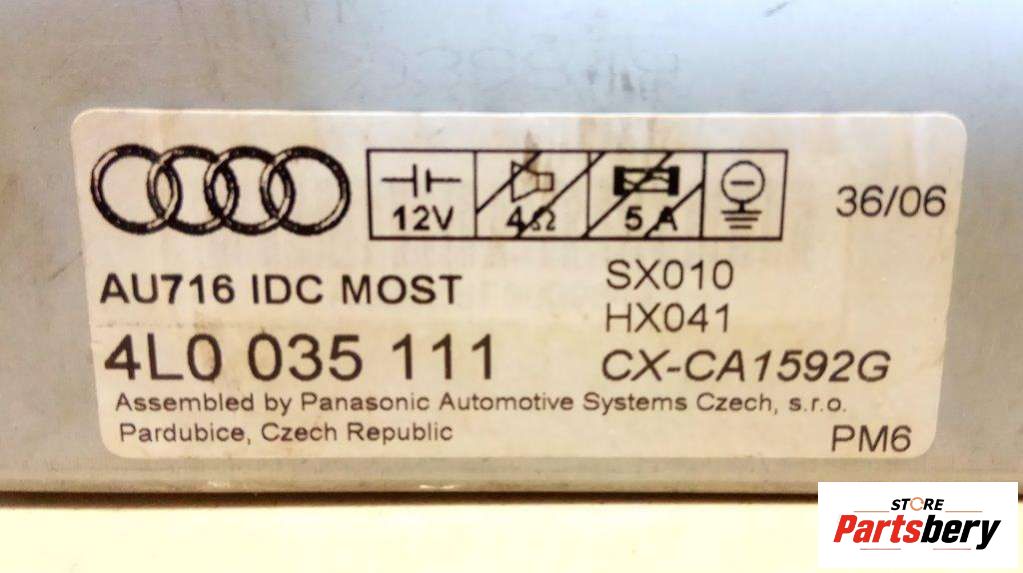 12V
4Ω
5 A
36/06
AU716 IDC MOST
SX010
HX041
4L0 035 111
CX-CA1592G
Assembled by Panasonic Automotive Systems Czech, s.r.o.
Pardubice, Czech Republic
PM6
STORE
Partsbery